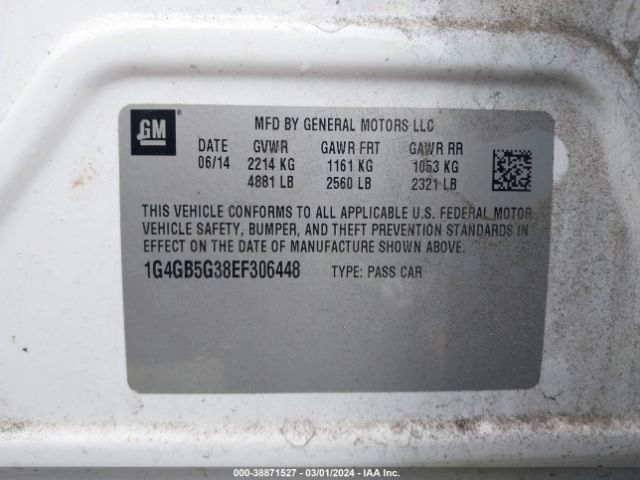 GM ®
MFD BY GENERAL MOTORS LLC
DATE GVWR GAWR FRT GAWR RR
06/14 2214 KG 1161 KG 1053 KG
4881 LB 2560 LB 2321 LB
THIS VEHICLE CONFORMS TO ALL APPLICABLE U.S. FEDERAL MOTOR
VEHICLE SAFETY, BUMPER, AND THEFT PREVENTION STANDARDS IN
EFFECT ON THE DATE OF MANUFACTURE SHOWN ABOVE.
1G4GB5G38EF306448 TYPE: PASS CAR
000-38871527 - 03/01/2024 - IAA Inc.